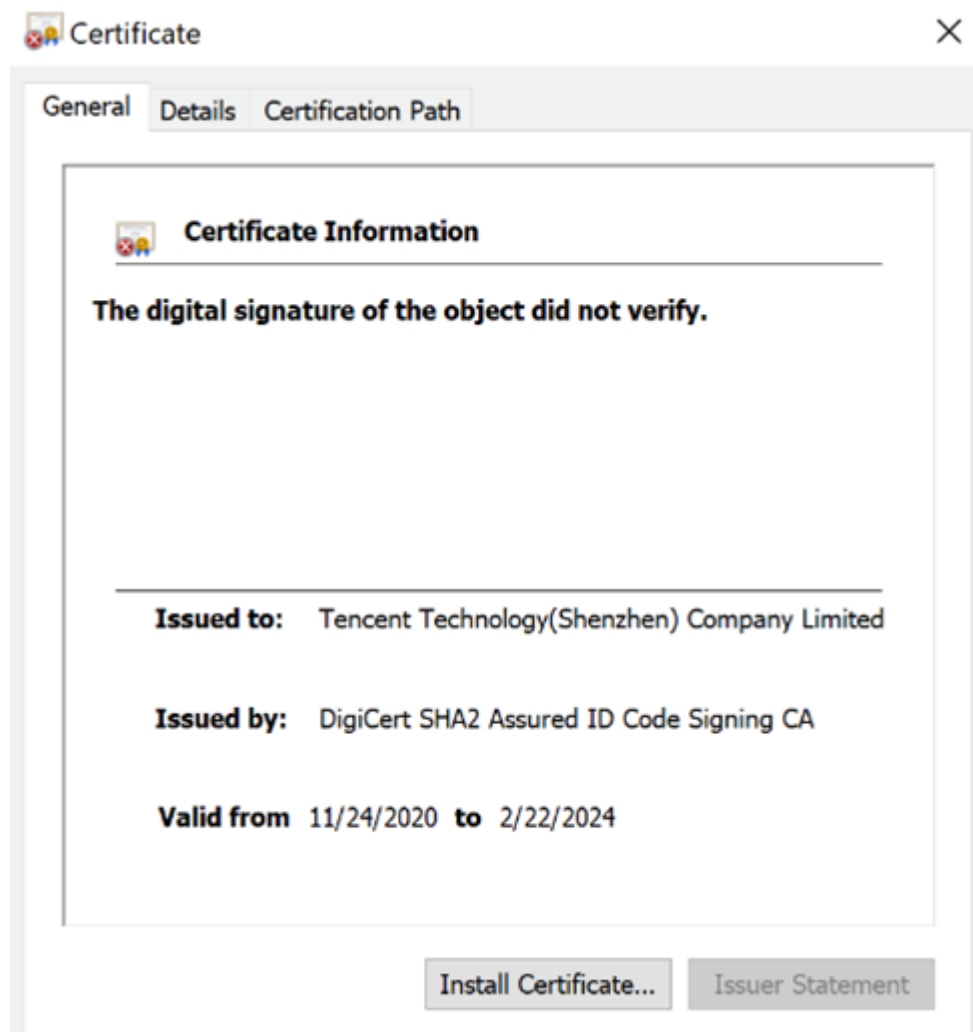 Certificate
General Details Certification Path
Certificate Information
The digital signature of the object did not verify.
Issued to: Tencent Technology(Shenzhen) Company Limited
Issued by: DigiCert SHA2 Assured ID Code Signing CA
Valid from 11/24/2020 to 2/22/2024
Install Certificate... Issuer Statement